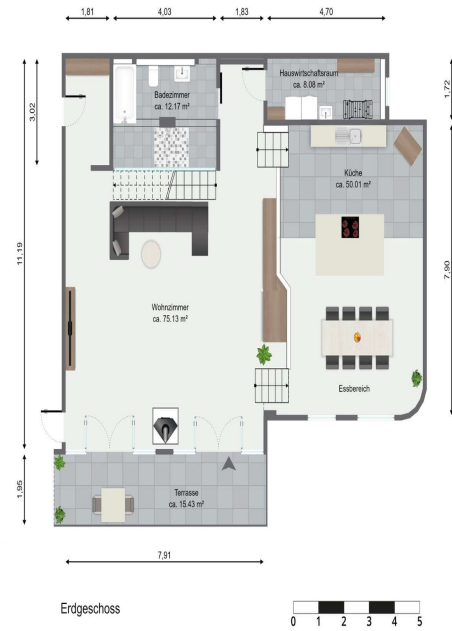 1,81
4,03
1,83
4,70
Hauswirtschaftsraum
ca. 8.08 m²
Badezimmer
ca. 12.17 m²
3,02
1,72
Küche
ca. 50.01 m²
11,19
7,90
Wohnzimmer
ca. 75.13 m²
Essbereich
1,95
Terrasse
ca. 15.43 m²
7,91
Erdgeschoss
0 1 2 3 4 5